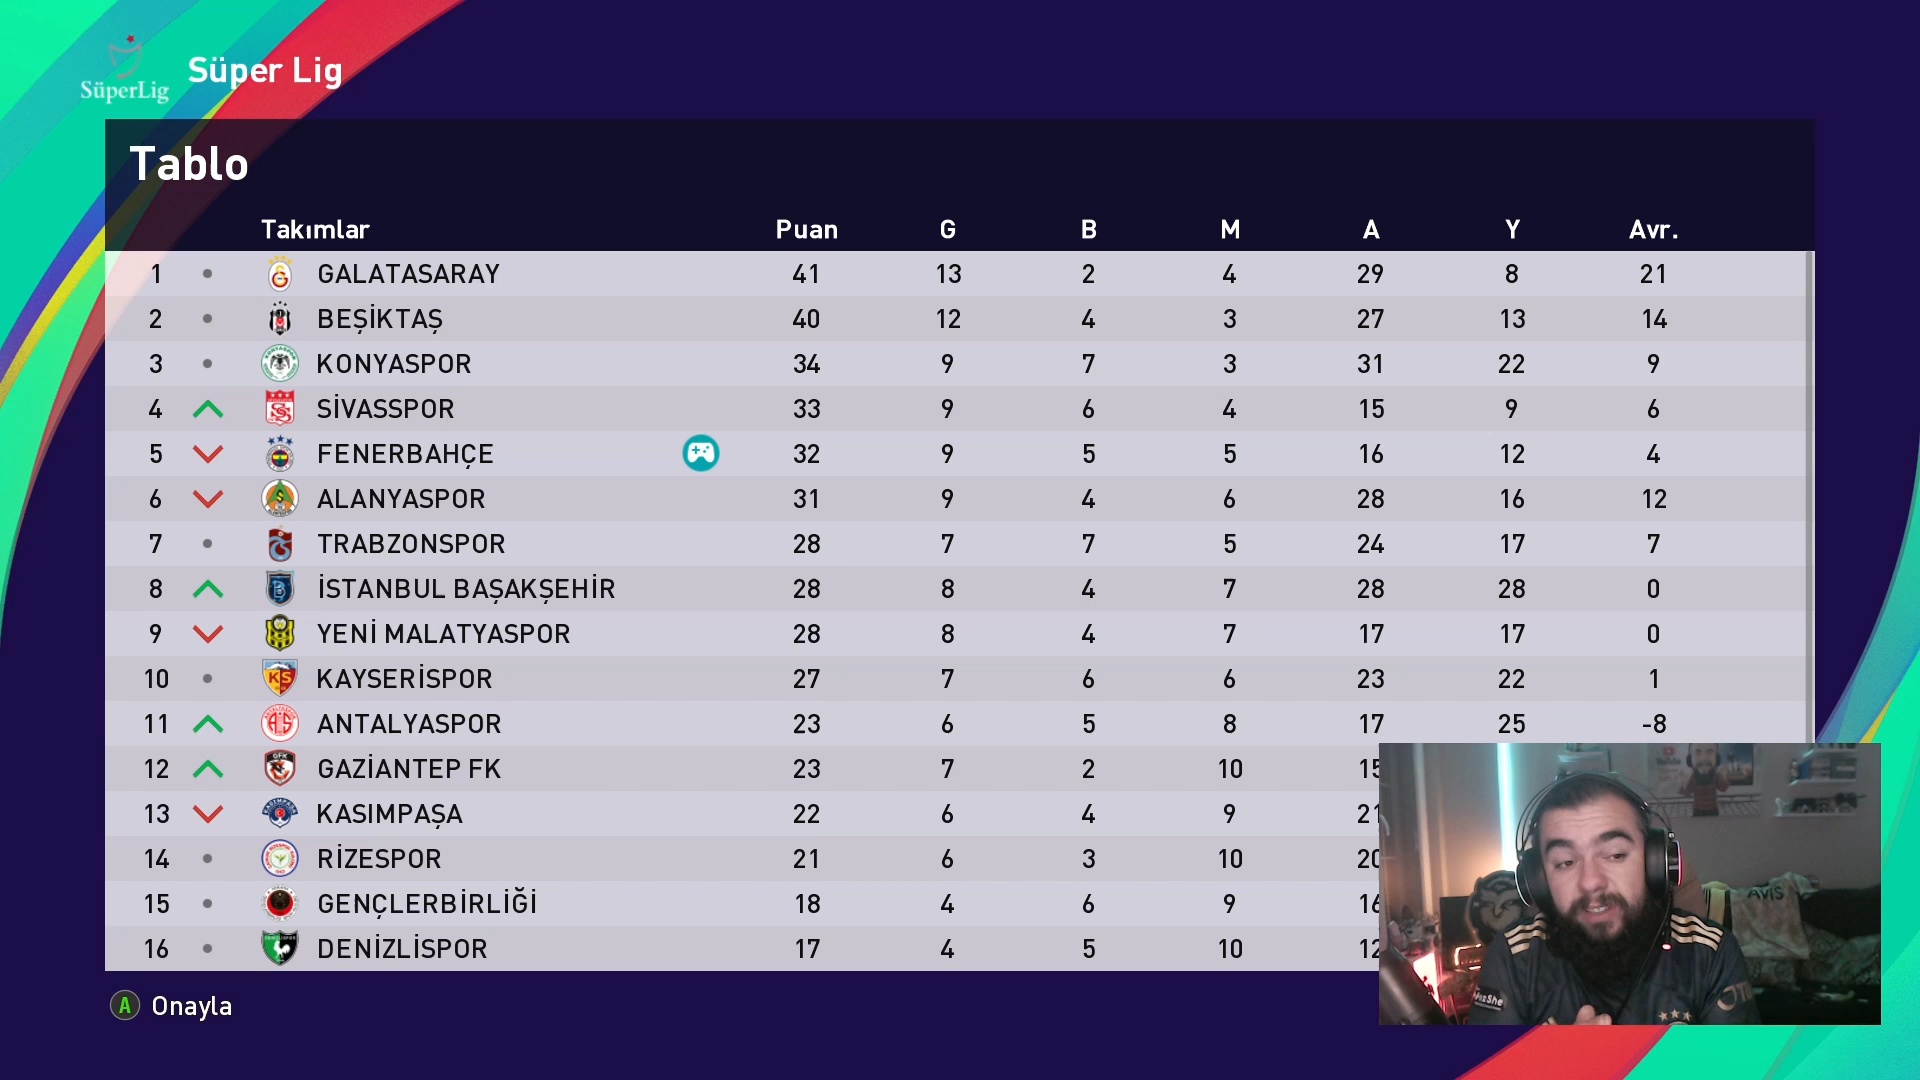 SüperLig
Süper Lig
Tablo
Takımlar Puan G B M A Y Avr.
1 GALATASARAY 41 13 2 4 29 8 21
2 BEŞİKTAŞ 40 12 4 3 27 13 14
3 KONYASPOR 34 9 7 3 31 22 9
4 SİVASSPOR 33 9 6 4 15 9 6
5 FENERBAHÇE 32 9 5 5 16 12 4
6 ALANYASPOR 31 9 4 6 28 16 12
7 TRABZONSPOR 28 7 7 5 24 17 7
8 İSTANBUL BAŞAKŞEHİR 28 8 4 7 28 28 0
9 YENİ MALATYASPOR 28 8 4 7 17 17 0
10 KAYSERİSPOR 27 7 6 6 23 22 1
11 ANTALYASPOR 23 6 5 8 17 25 -8
12 GAZİANTEP FK 23 7 2 10 15
13 KASIMPAŞA 22 6 4 9 21
14 RİZESPOR 21 6 3 10 20
15 GENÇLERBİRLİĞİ 18 4 6 9 16
16 DENİZLİSPOR 17 4 5 10 12
AVIS
A Onayla